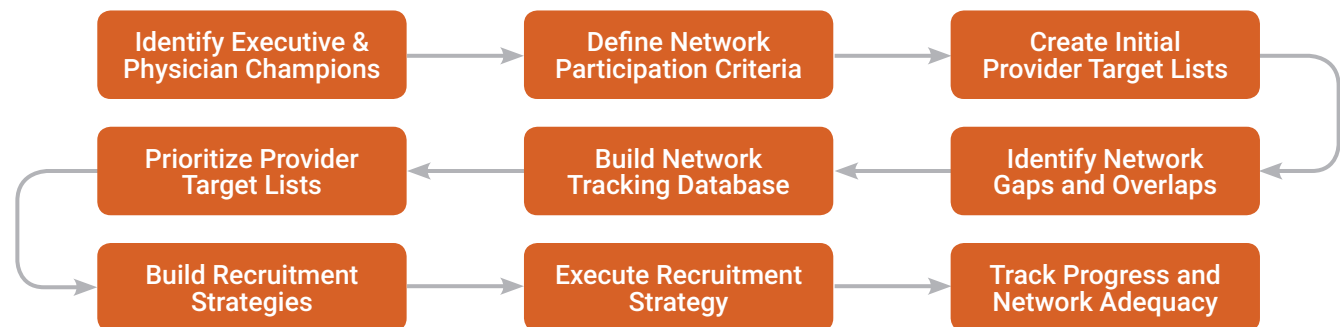 Identify Executive &
Physician Champions
Define Network
Participation Criteria
Create Initial
Provider Target Lists
Prioritize Provider
Target Lists
Build Network
Tracking Database
Identify Network
Gaps and Overlaps
Build Recruitment
Strategies
Execute Recruitment
Strategy
Track Progress and
Network Adequacy